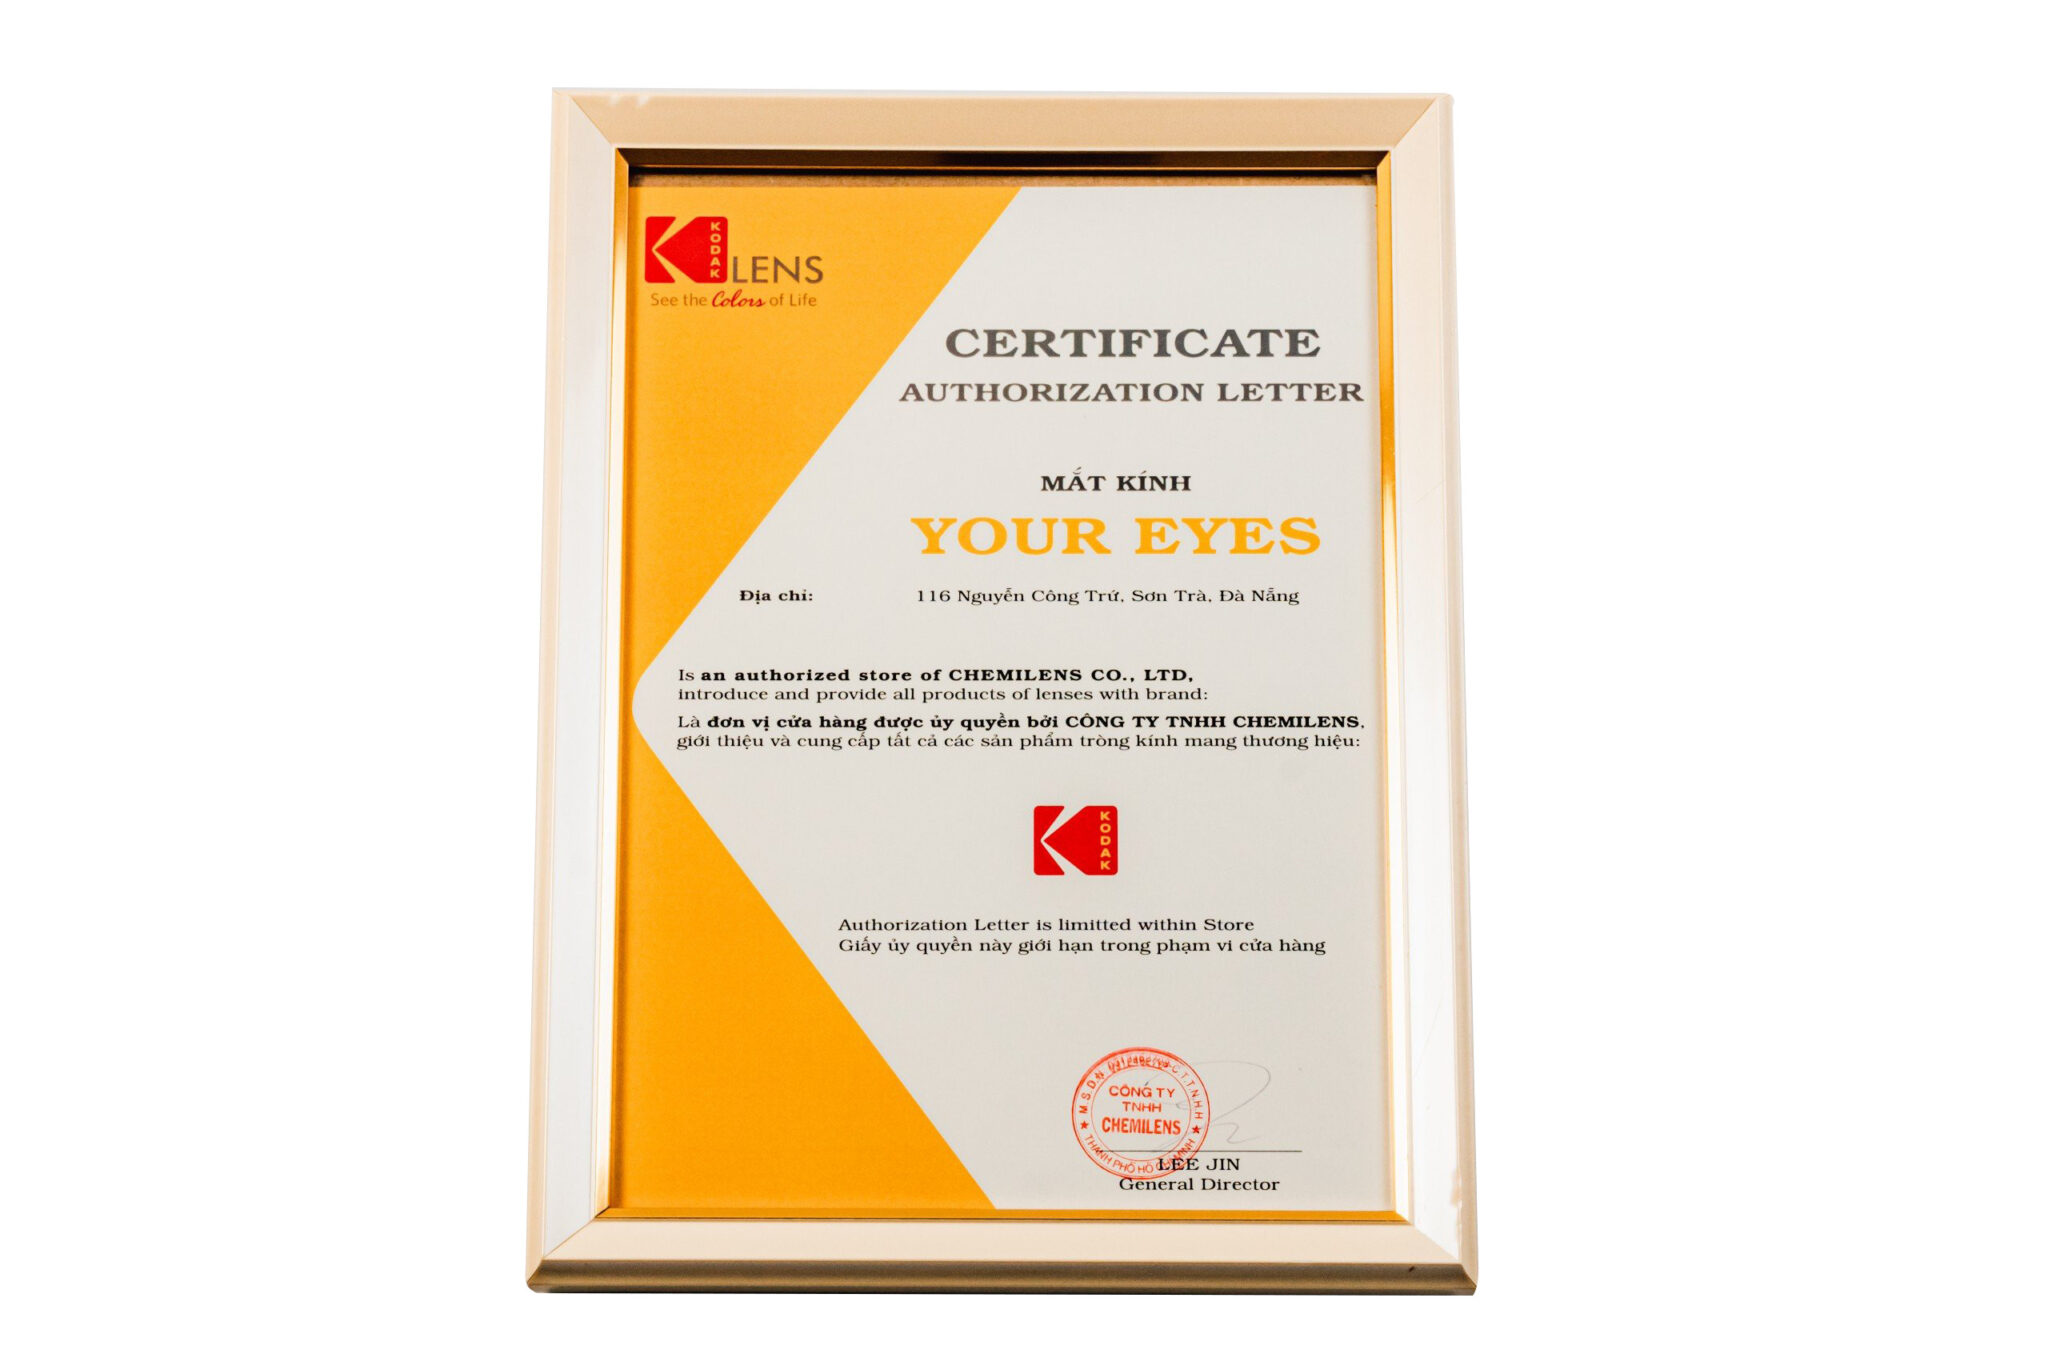 KODAK LENS
See the Colors of Life
CERTIFICATE
AUTHORIZATION LETTER
MẮT KÍNH
YOUR EYES
Địa chỉ: 116 Nguyễn Công Trứ, Sơn Trà, Đà Nẵng
Is an authorized store of CHEMILENS CO., LTD,
introduce and provide all products of lenses with brand:
Là đơn vị cửa hàng được ủy quyền bởi CÔNG TY TNHH CHEMILENS,
giới thiệu và cung cấp tất cả các sản phẩm tròng kính mang thương hiệu:
KODAK
Authorization Letter is limitted within Store
Giấy ủy quyền này giới hạn trong phạm vi cửa hàng
M.S.D.N
C.T.T.N.H.H
CÔNG TY
TNHH
CHEMILENS
THÀNH PHỐ HỒ CHÍ MINH
LEE JIN
General Director